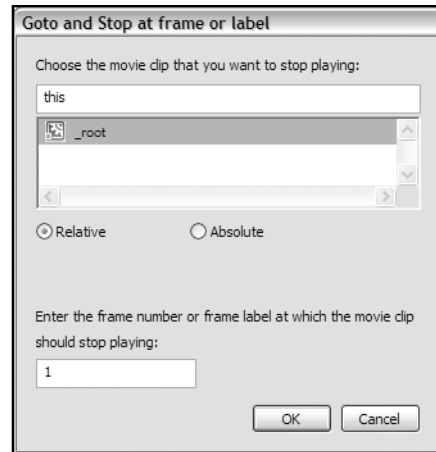 Goto and Stop at frame or label
Choose the movie clip that you want to stop playing:
this
_root
Relative Absolute
Enter the frame number or frame label at which the movie clip
should stop playing:
1
OK Cancel